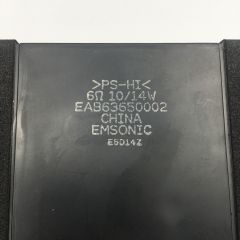 >PS-HI<
6Ω 10/14W
EAB63650002
CHINA
EMSONIC
E5D14Z